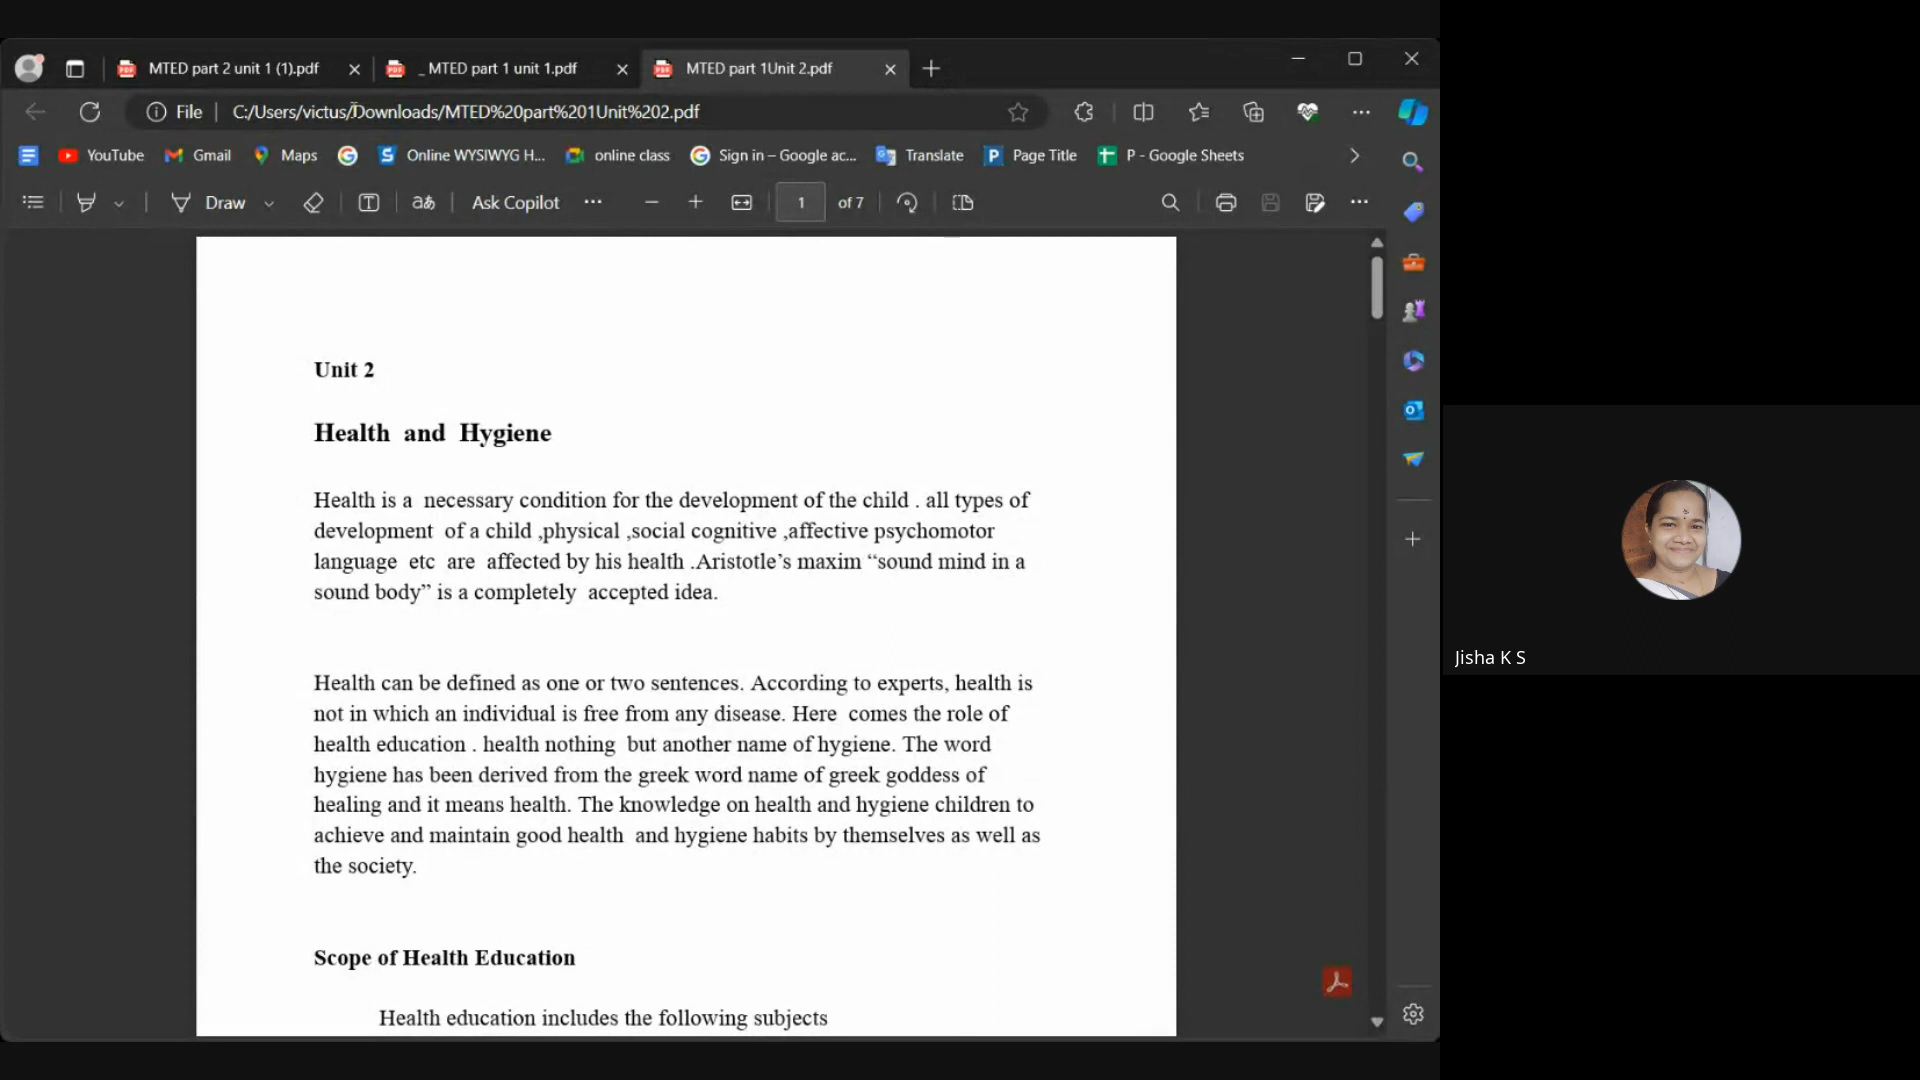 MTED part 2 unit 1 (1).pdf
_ MTED part 1 unit 1.pdf
MTED part 1Unit 2.pdf
File
C:/Users/victus/Downloads/MTED%20part%201Unit%202.pdf
YouTube
Gmail
Maps
Online WYSIWYG H...
online class
Sign in – Google ac...
Translate
Page Title
P - Google Sheets
Draw
Ask Copilot
1
of 7
Unit 2
Health and Hygiene
Health is a necessary condition for the development of the child . all types of
development of a child ,physical ,social cognitive ,affective psychomotor
language etc are affected by his health .Aristotle’s maxim “sound mind in a
sound body” is a completely accepted idea.
Health can be defined as one or two sentences. According to experts, health is
not in which an individual is free from any disease. Here comes the role of
health education . health nothing but another name of hygiene. The word
hygiene has been derived from the greek word name of greek goddess of
healing and it means health. The knowledge on health and hygiene children to
achieve and maintain good health and hygiene habits by themselves as well as
the society.
Scope of Health Education
Health education includes the following subjects
Jisha K S